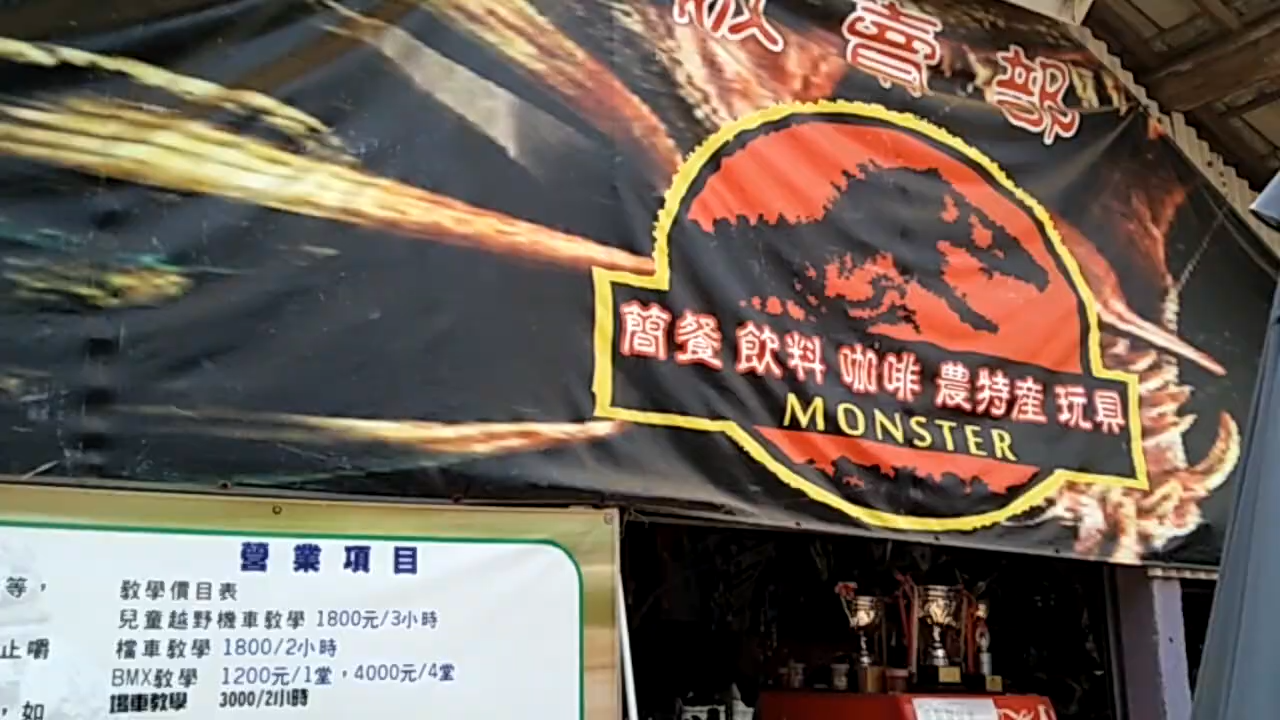 販賣部
簡餐 飲料 咖啡 農特產 玩具
MONSTER
營業項目
等，
教學價目表
兒童越野機車教學 1800元/3小時
止嚼
檔車教學 1800/2小時
BMX教學 1200元/1堂，4000元/4堂
3000/2小時
，如